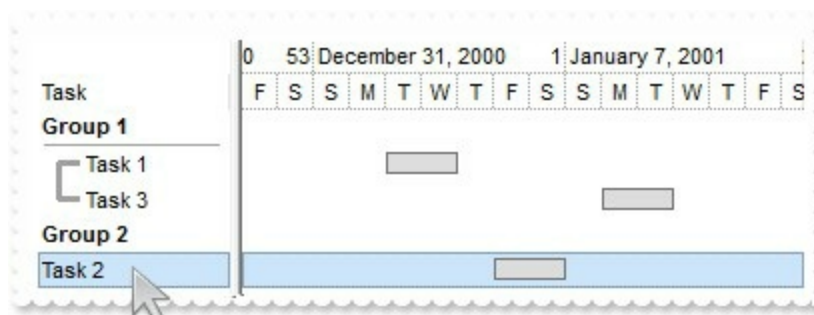 0 53 December 31, 2000 1 January 7, 2001
Task F S S M T W T F S S M T W T F S
Group 1
Task 1
Task 3
Group 2
Task 2